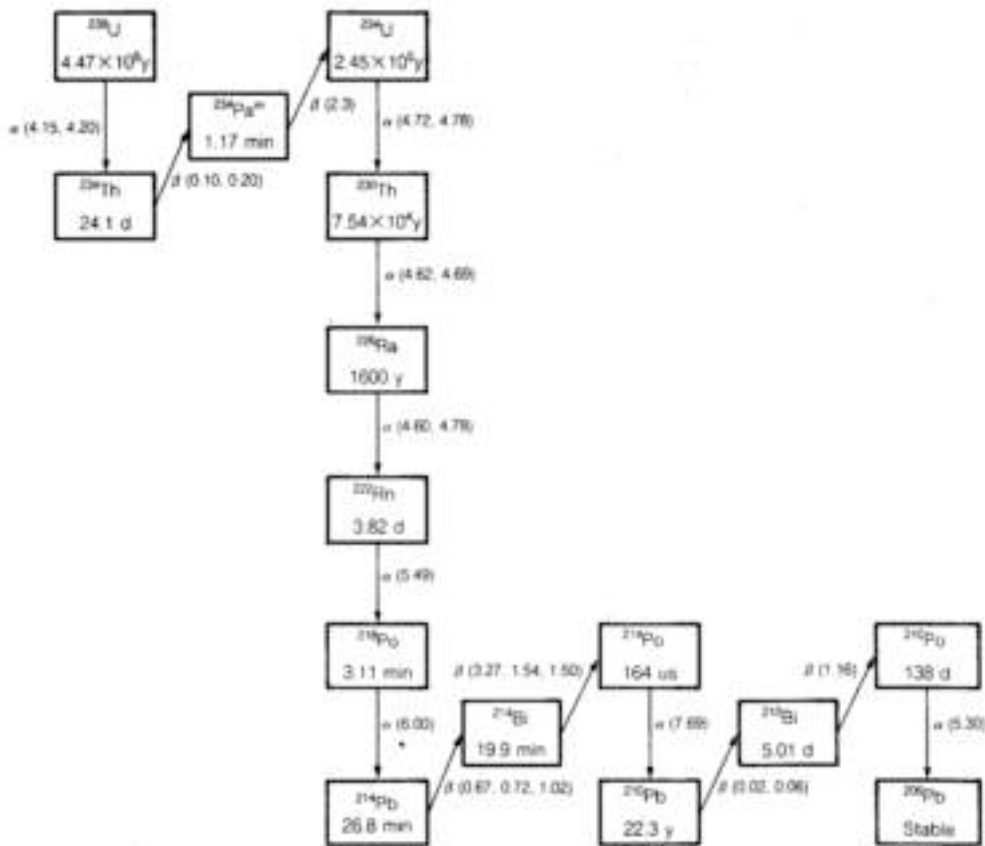 ²³⁸U
4.47×10⁹y
α (4.15, 4.20)
²³⁴Th
24.1 d
β (0.10, 0.20)
²³⁴Paᵐ
1.17 min
β (2.3)
²³⁴U
2.45×10⁵y
α (4.72, 4.78)
²³⁰Th
7.54×10⁴y
α (4.62, 4.69)
²²⁶Ra
1600 y
α (4.60, 4.78)
²²²Rn
3.82 d
α (5.49)
²¹⁸Po
3.11 min
α (6.00)
²¹⁴Pb
26.8 min
β (0.67, 0.72, 1.02)
²¹⁴Bi
19.9 min
β (3.27, 1.54, 1.50)
²¹⁴Po
164 us
α (7.69)
²¹⁰Pb
22.3 y
β (0.02, 0.06)
²¹⁰Bi
5.01 d
β (1.16)
²¹⁰Po
138 d
α (5.30)
²⁰⁶Pb
Stable